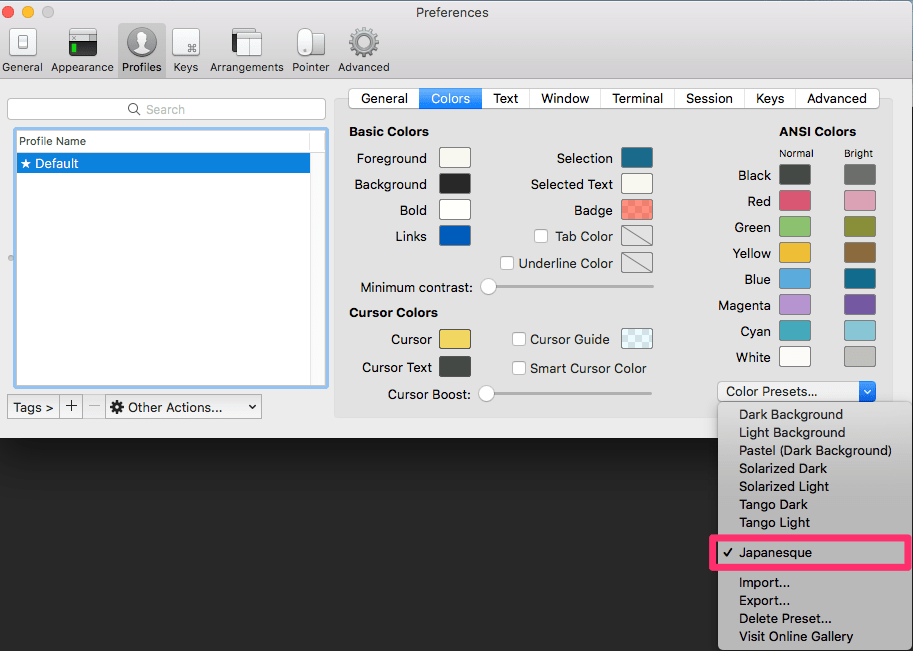 Preferences
General Appearance Profiles Keys Arrangements Pointer Advanced
Search
Profile Name
★ Default
Tags > + − Other Actions...
General Colors Text Window Terminal Session Keys Advanced
Basic Colors
Foreground
Background
Bold
Links
Selection
Selected Text
Badge
Tab Color
Underline Color
Minimum contrast:
Cursor Colors
Cursor
Cursor Text
Cursor Guide
Smart Cursor Color
Cursor Boost:
ANSI Colors
Normal Bright
Black
Red
Green
Yellow
Blue
Magenta
Cyan
White
Color Presets...
Dark Background
Light Background
Pastel (Dark Background)
Solarized Dark
Solarized Light
Tango Dark
Tango Light
✓ Japanesque
Import...
Export...
Delete Preset...
Visit Online Gallery